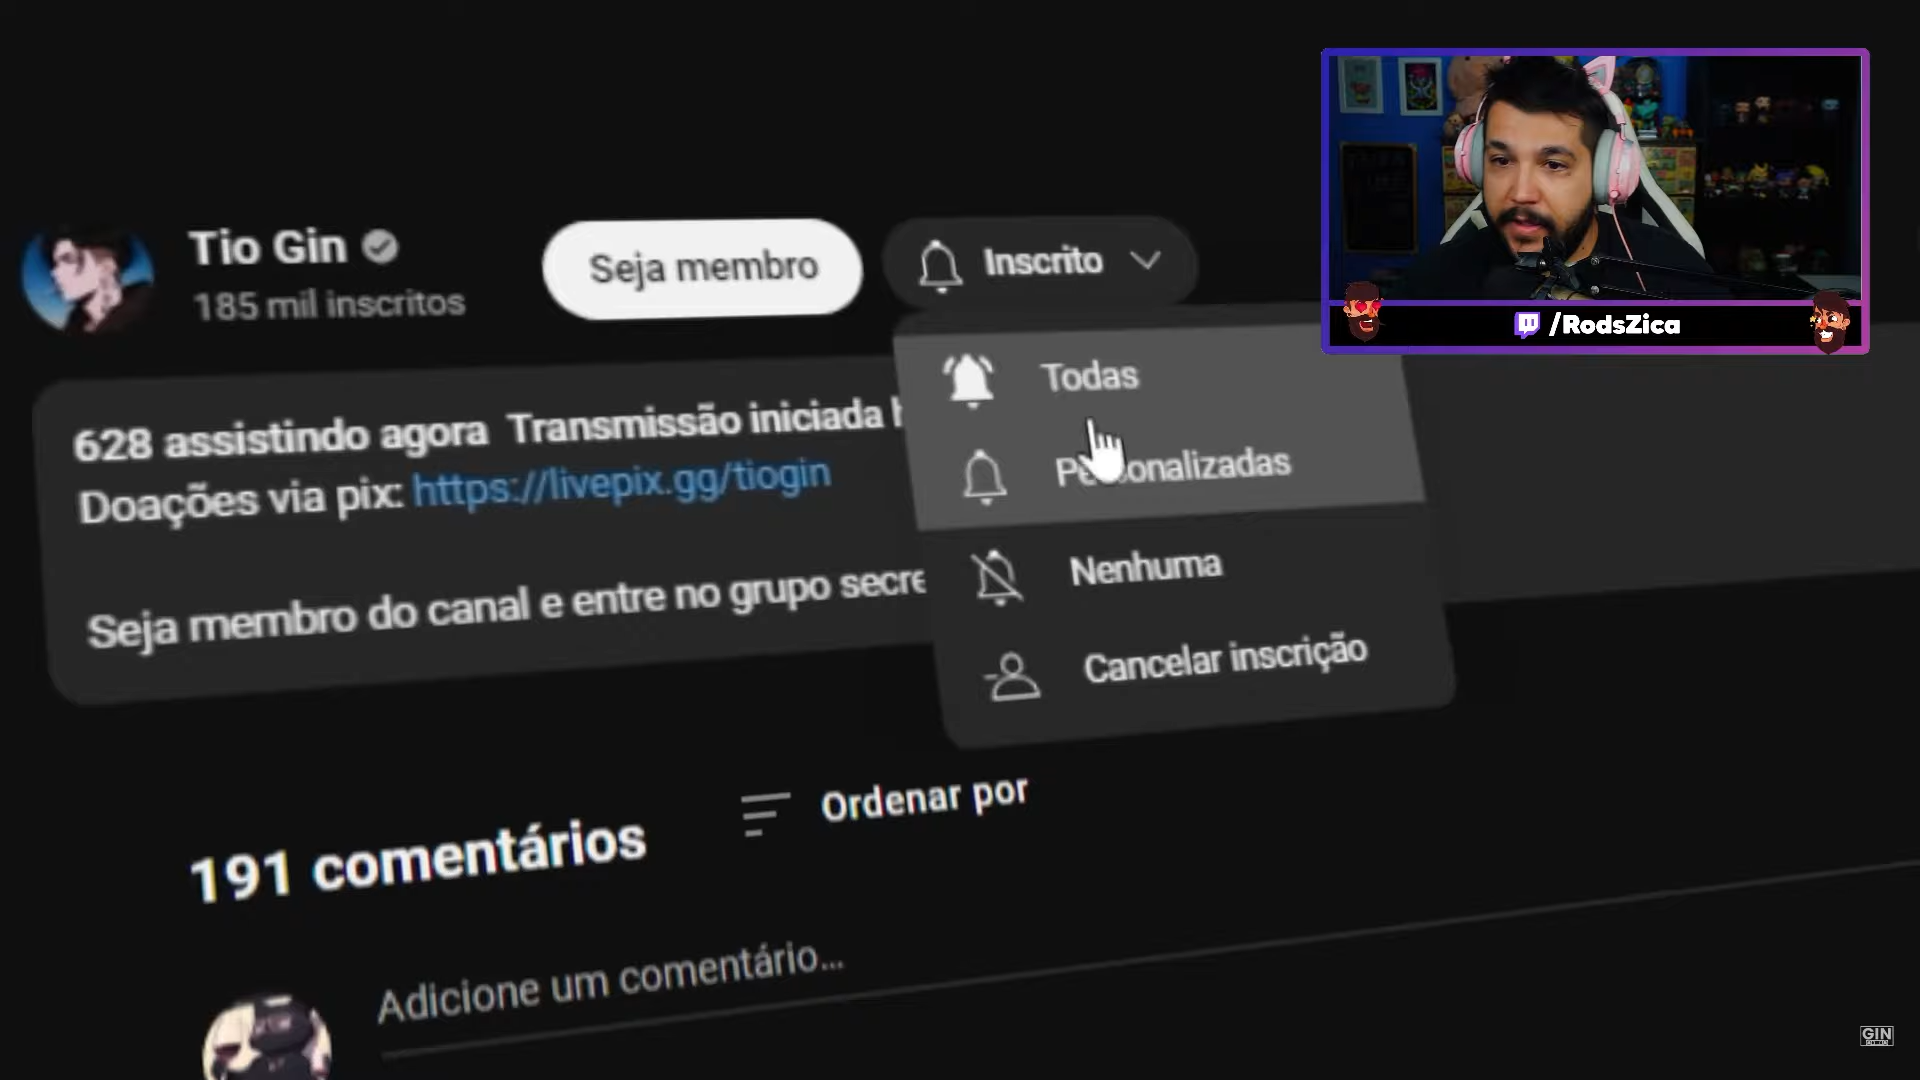 /RodsZica
Tio Gin
185 mil inscritos
Seja membro
Inscrito
Todas
Personalizadas
Nenhuma
Cancelar inscrição
628 assistindo agora Transmissão iniciada h
Doações via pix: https://livepix.gg/tiogin
Seja membro do canal e entre no grupo secre
191 comentários
Ordenar por
Adicione um comentário...
GIN